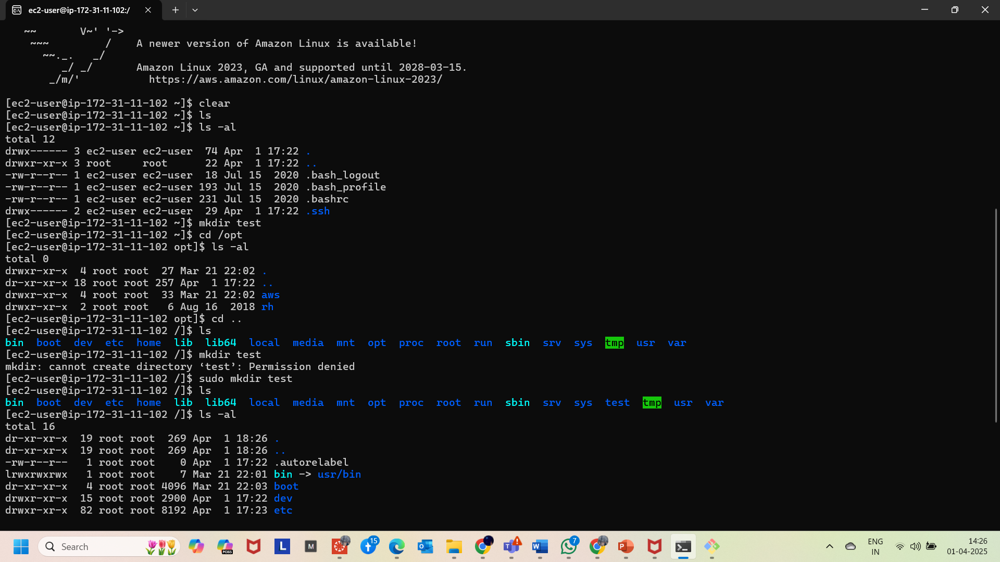 ec2-user@ip-172-31-11-102:/
   ~~       V~' '->
    ~~~         /    A newer version of Amazon Linux is available!
      ~~._.   _/
         _/ _/       Amazon Linux 2023, GA and supported until 2028-03-15.
       _/m/'           https://aws.amazon.com/linux/amazon-linux-2023/
[ec2-user@ip-172-31-11-102 ~]$ clear
[ec2-user@ip-172-31-11-102 ~]$ ls
[ec2-user@ip-172-31-11-102 ~]$ ls -al
total 12
drwx------ 3 ec2-user ec2-user  74 Apr  1 17:22 .
drwxr-xr-x 3 root     root      22 Apr  1 17:22 ..
-rw-r--r-- 1 ec2-user ec2-user  18 Jul 15  2020 .bash_logout
-rw-r--r-- 1 ec2-user ec2-user 193 Jul 15  2020 .bash_profile
-rw-r--r-- 1 ec2-user ec2-user 231 Jul 15  2020 .bashrc
drwx------ 2 ec2-user ec2-user  29 Apr  1 17:22 .ssh
[ec2-user@ip-172-31-11-102 ~]$ mkdir test
[ec2-user@ip-172-31-11-102 ~]$ cd /opt
[ec2-user@ip-172-31-11-102 opt]$ ls -al
total 0
drwxr-xr-x  4 root root  27 Mar 21 22:02 .
dr-xr-xr-x 18 root root 257 Apr  1 17:22 ..
drwxr-xr-x  4 root root  33 Mar 21 22:02 aws
drwxr-xr-x  2 root root   6 Aug 16  2018 rh
[ec2-user@ip-172-31-11-102 opt]$ cd ..
[ec2-user@ip-172-31-11-102 /]$ ls
bin  boot  dev  etc  home  lib  lib64  local  media  mnt  opt  proc  root  run  sbin  srv  sys  tmp  usr  var
[ec2-user@ip-172-31-11-102 /]$ mkdir test
mkdir: cannot create directory ‘test’: Permission denied
[ec2-user@ip-172-31-11-102 /]$ sudo mkdir test
[ec2-user@ip-172-31-11-102 /]$ ls
bin  boot  dev  etc  home  lib  lib64  local  media  mnt  opt  proc  root  run  sbin  srv  sys  test  tmp  usr  var
[ec2-user@ip-172-31-11-102 /]$ ls -al
total 16
dr-xr-xr-x  19 root root  269 Apr  1 18:26 .
dr-xr-xr-x  19 root root  269 Apr  1 18:26 ..
-rw-r--r--   1 root root    0 Apr  1 17:22 .autorelabel
lrwxrwxrwx   1 root root    7 Mar 21 22:01 bin -> usr/bin
dr-xr-xr-x   4 root root 4096 Mar 21 22:03 boot
drwxr-xr-x  15 root root 2900 Apr  1 17:22 dev
drwxr-xr-x  82 root root 8192 Apr  1 17:23 etc
Search
M365
L
M
15
7
ENG
IN
14:26
01-04-2025